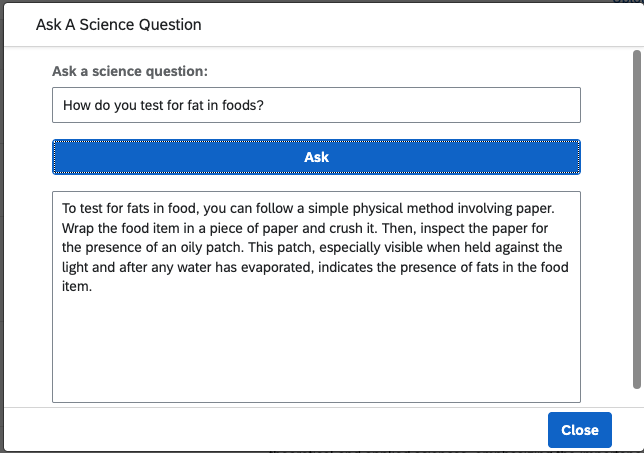 Ask A Science Question
Ask a science question:
How do you test for fat in foods?
Ask
To test for fats in food, you can follow a simple physical method involving paper.
Wrap the food item in a piece of paper and crush it. Then, inspect the paper for
the presence of an oily patch. This patch, especially visible when held against the
light and after any water has evaporated, indicates the presence of fats in the food
item.
Close